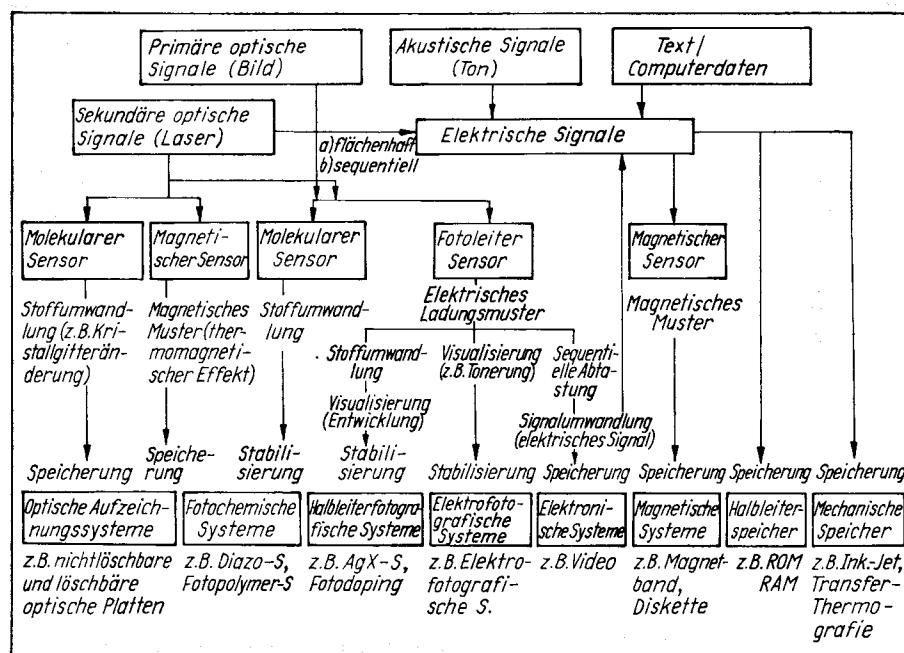 Primäre optische
Signale (Bild)
Akustische Signale
(Ton)
Text/
Computerdaten
Sekundäre optische
Signale (Laser)
a)flächenhaft
b)sequentiell
Elektrische Signale
Molekularer
Sensor
Magneti-
scher Sensor
Molekularer
Sensor
Fotoleiter
Sensor
Magnetischer
Sensor
Stoffumwand-
lung (z.B. Kri-
stallgitterän-
derung)
Magnetisches
Muster (ther-
momagneti-
scher Effekt)
Stoffumwand-
lung
Elektrisches
Ladungsmuster
Magnetisches
Muster
Stoffumwand-
lung
Visualisierung
(Entwicklung)
Visualisierung
(z.B. Tonerung)
Sequenti-
elle Abta-
stung
Signalumwandlung
(elektrisches Signal)
Speicherung
Speiche-
rung
Stabili-
sierung
Stabili-
sierung
Stabilisierung
Speicherung
Speicherung
Speicherung
Speicherung
Optische Aufzeich-
nungssysteme
Fotochemische
Systeme
Halbleiterfotogra-
fische Systeme
Elektrofoto-
grafische
Systeme
Elektroni-
sche Systeme
Magnetische
Systeme
Halbleiter-
speicher
Mechanische
Speicher
z.B. nichtlöschbare
und löschbäre
optische Platten
z.B. Diazo-S,
Fotopolymer-S
z.B. AgX-S,
Fotodoping
z.B. Elektro-
fotografi-
sche S.
z.B. Video
z.B. Magnet-
band,
Diskette
z.B. ROM
RAM
z.B. Ink-Jet,
Transfer-
Thermo-
grafie